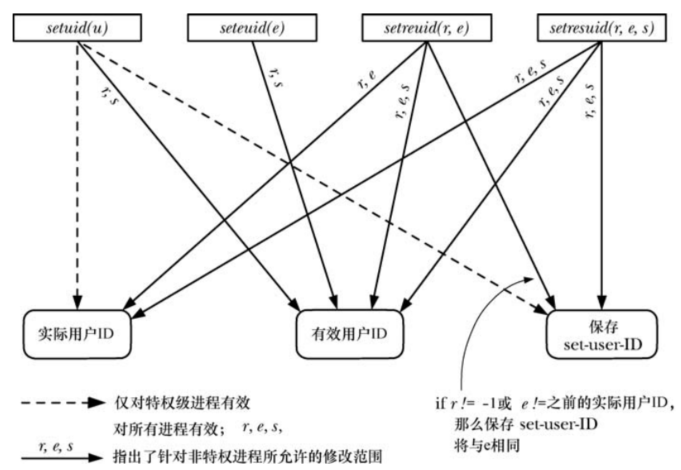 setuid(u)
seteuid(e)
setreuid(r, e)
setresuid(r, e, s)
r, s
r, s
r, e
r, e, s
r, e, s
r, e, s
r, e, s
实际用户ID
有效用户ID
保存
set-user-ID
仅对特权级进程有效
对所有进程有效； r, e, s,
r, e, s
指出了针对非特权进程所允许的修改范围
if r != -1或 e !=之前的实际用户ID，
那么保存 set-user-ID
将与e相同